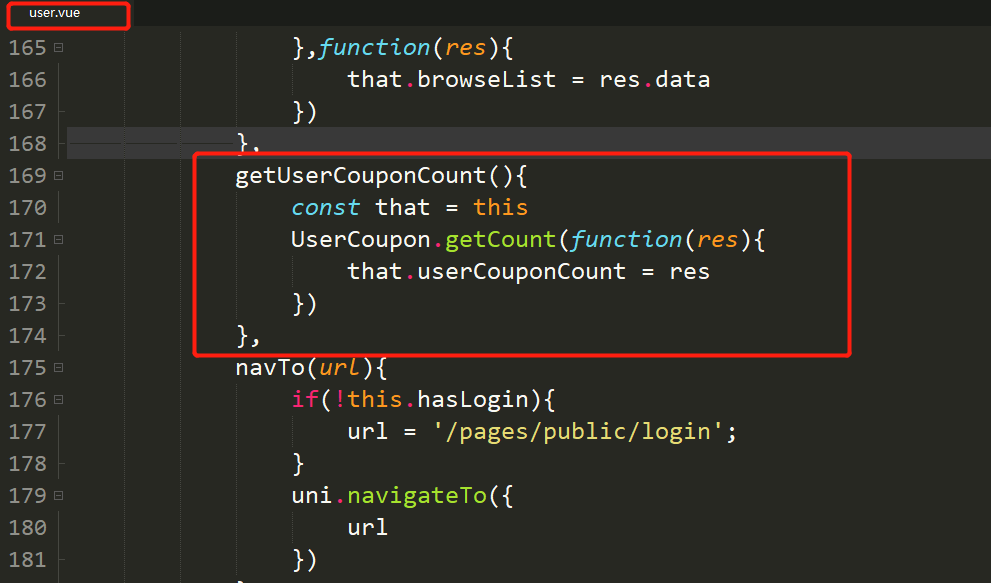 user.vue
165 },function(res){
166 that.browseList = res.data
167 })
168 },
169 getUserCouponCount(){
170 const that = this
171 UserCoupon.getCount(function(res){
172 that.userCouponCount = res
173 })
174 },
175 navTo(url){
176 if(!this.hasLogin){
177 url = '/pages/public/login';
178 }
179 uni.navigateTo({
180 url
181 })